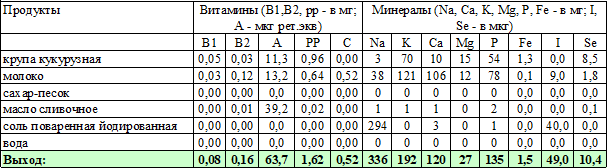 Продукты Витамины (B1,B2, pp - в мг; Минералы (Na, Ca, K, Mg, P, Fe - в мг; I,
A - мкг рет.экв) Se - в мкг)
B1 B2 A PP C Na K Ca Mg P Fe I Se
крупа кукурузная 0,05 0,03 11,3 0,96 0,00 3 70 10 15 54 1,3 0,0 8,5
молоко 0,03 0,12 13,2 0,64 0,52 38 121 106 12 78 0,1 9,0 1,8
сахар-песок 0,00 0,00 0,0 0,00 0,00 0 0 0 0 0 0,0 0,0 0,0
масло сливочное 0,00 0,01 39,2 0,02 0,00 1 1 1 0 2 0,0 0,0 0,1
соль поваренная йодированная 0,00 0,00 0,0 0,00 0,00 294 0 3 0 1 0,0 40,0 0,0
вода 0,00 0,00 0,0 0,00 0,00 0 0 0 0 0 0,0 0,0 0,0
Выход: 0,08 0,16 63,7 1,62 0,52 336 192 120 27 135 1,5 49,0 10,4